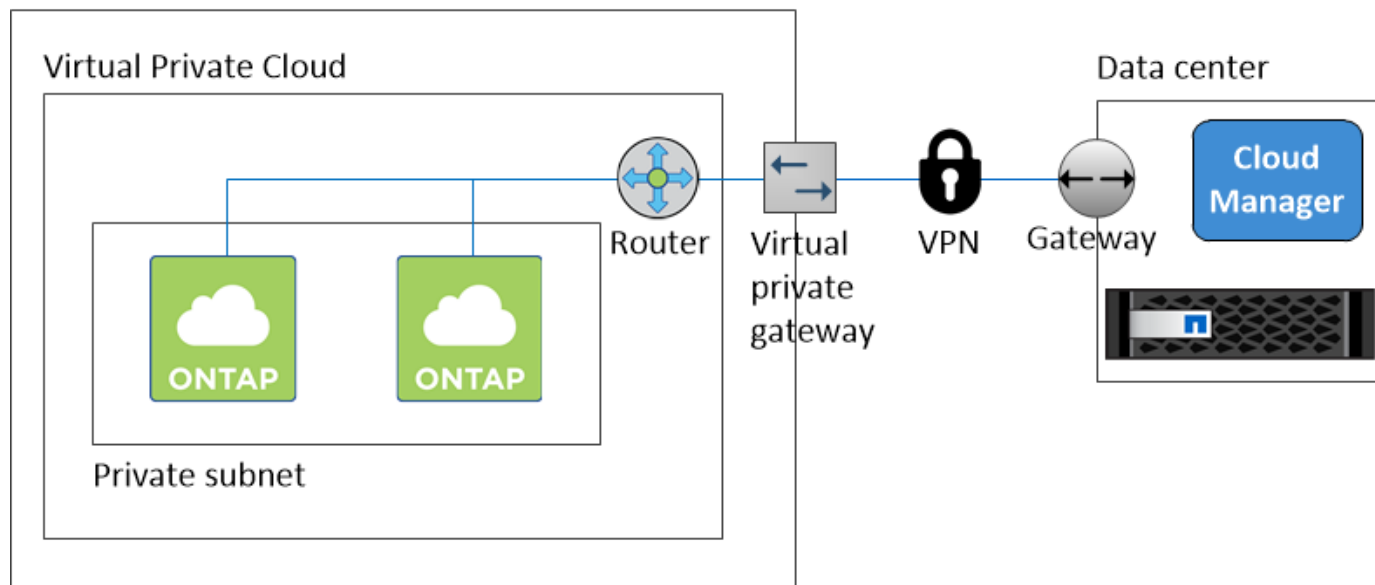 Virtual Private Cloud
Data center
Cloud
Manager
Router
Virtual
private
gateway
VPN
Gateway
ONTAP
ONTAP
Private subnet